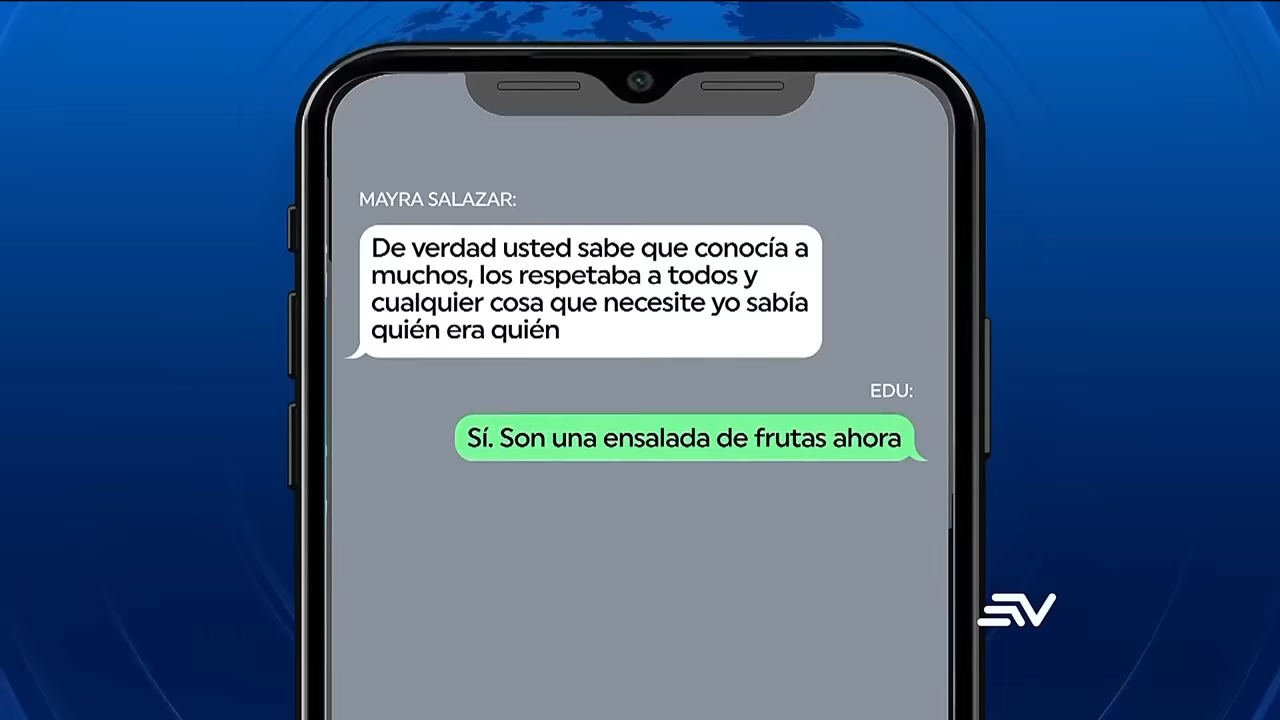 MAYRA SALAZAR:
De verdad usted sabe que conocía a
muchos, los respetaba a todos y
cualquier cosa que necesite yo sabía
quién era quién
EDU:
Sí. Son una ensalada de frutas ahora